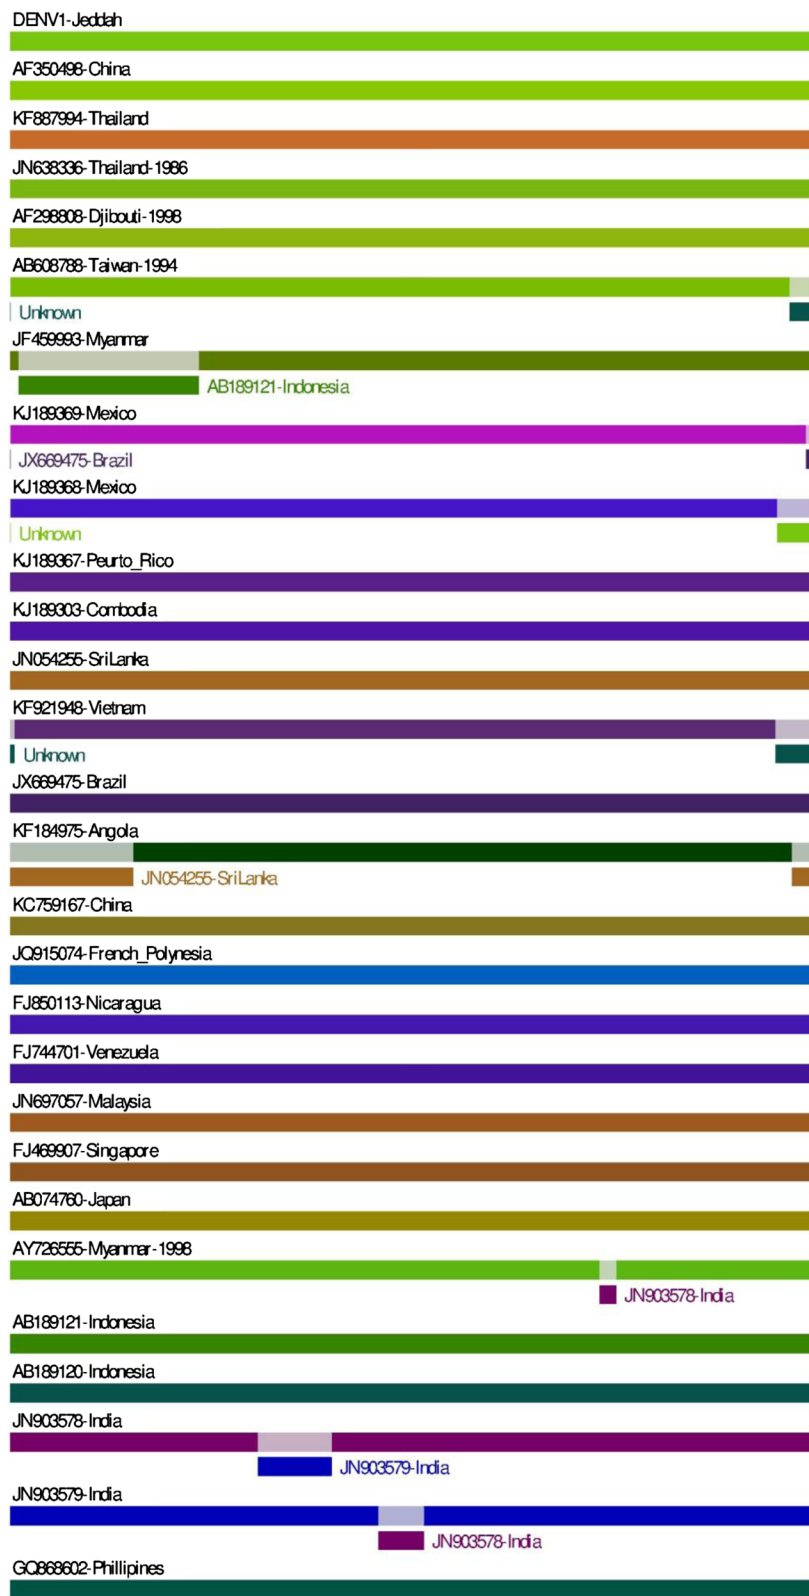 DENV1-Jeddah
AF350498-China
KF887994-Thailand
JN638336-Thailand-1986
AF298808-Djibouti-1998
AB608788-Taiwan-1994
Unknown
JF459993-Myanmar
AB189121-Indonesia
KJ189369-Mexico
JX669475-Brazil
KJ189368-Mexico
Unknown
KJ189367-Peurto_Rico
KJ189303-Combodia
JN054255-SriLanka
KF921948-Vietnam
Unknown
JX669475-Brazil
KF184975-Angola
JN054255-SriLanka
KC759167-China
JQ915074-French_Polynesia
FJ850113-Nicaragua
FJ744701-Venezuela
JN697057-Malaysia
FJ469907-Singapore
AB074760-Japan
AY726555-Myanmar-1998
JN903578-India
AB189121-Indonesia
AB189120-Indonesia
JN903578-India
JN903579-India
JN903579-India
JN903578-India
GQ868602-Phillipines